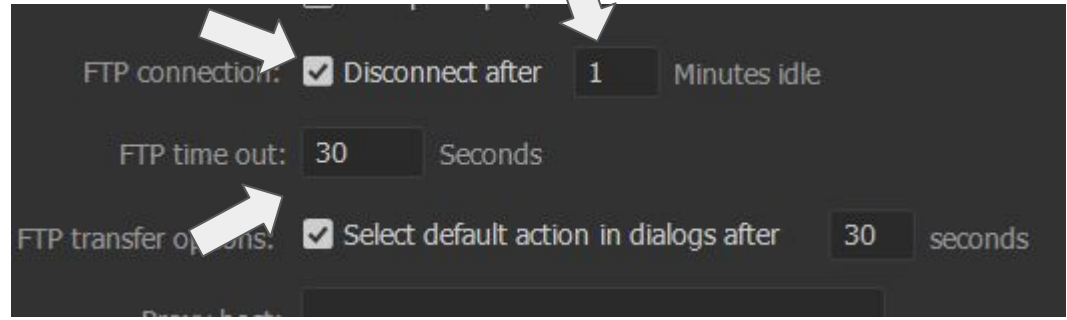 FTP connection: Disconnect after 1 Minutes idle
FTP time out: 30 Seconds
FTP transfer options: Select default action in dialogs after 30 seconds